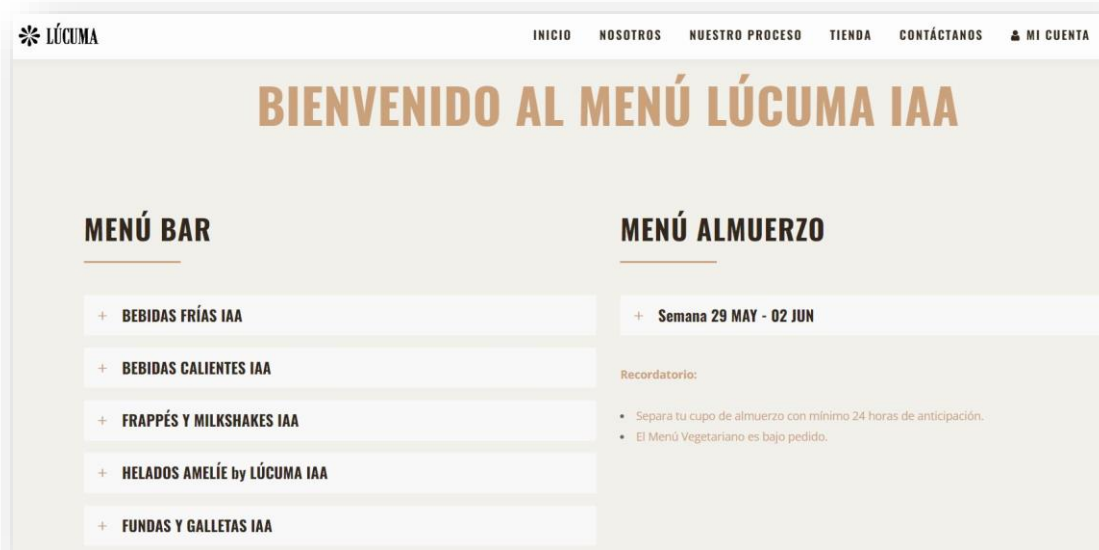 LÚCUMA
INICIO NOSOTROS NUESTRO PROCESO TIENDA CONTÁCTANOS MI CUENTA
BIENVENIDO AL MENÚ LÚCUMA IAA
MENÚ BAR
+ BEBIDAS FRÍAS IAA
+ BEBIDAS CALIENTES IAA
+ FRAPPÉS Y MILKSHAKES IAA
+ HELADOS AMELÍE by LÚCUMA IAA
+ FUNDAS Y GALLETAS IAA
MENÚ ALMUERZO
+ Semana 29 MAY - 02 JUN
Recordatorio:
• Separa tu cupo de almuerzo con mínimo 24 horas de anticipación.
• El Menú Vegetariano es bajo pedido.